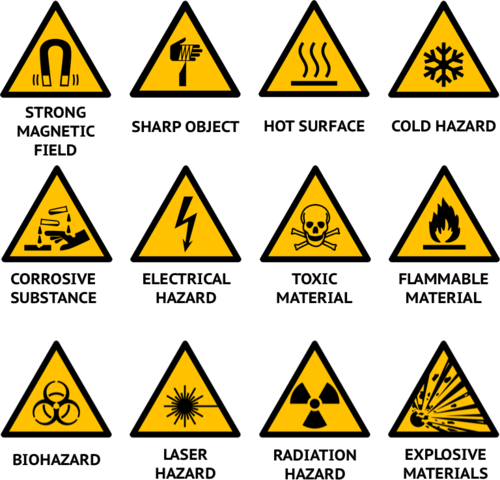 STRONG
MAGNETIC
FIELD
SHARP OBJECT
HOT SURFACE
COLD HAZARD
CORROSIVE
SUBSTANCE
ELECTRICAL
HAZARD
TOXIC
MATERIAL
FLAMMABLE
MATERIAL
BIOHAZARD
LASER
HAZARD
RADIATION
HAZARD
EXPLOSIVE
MATERIALS